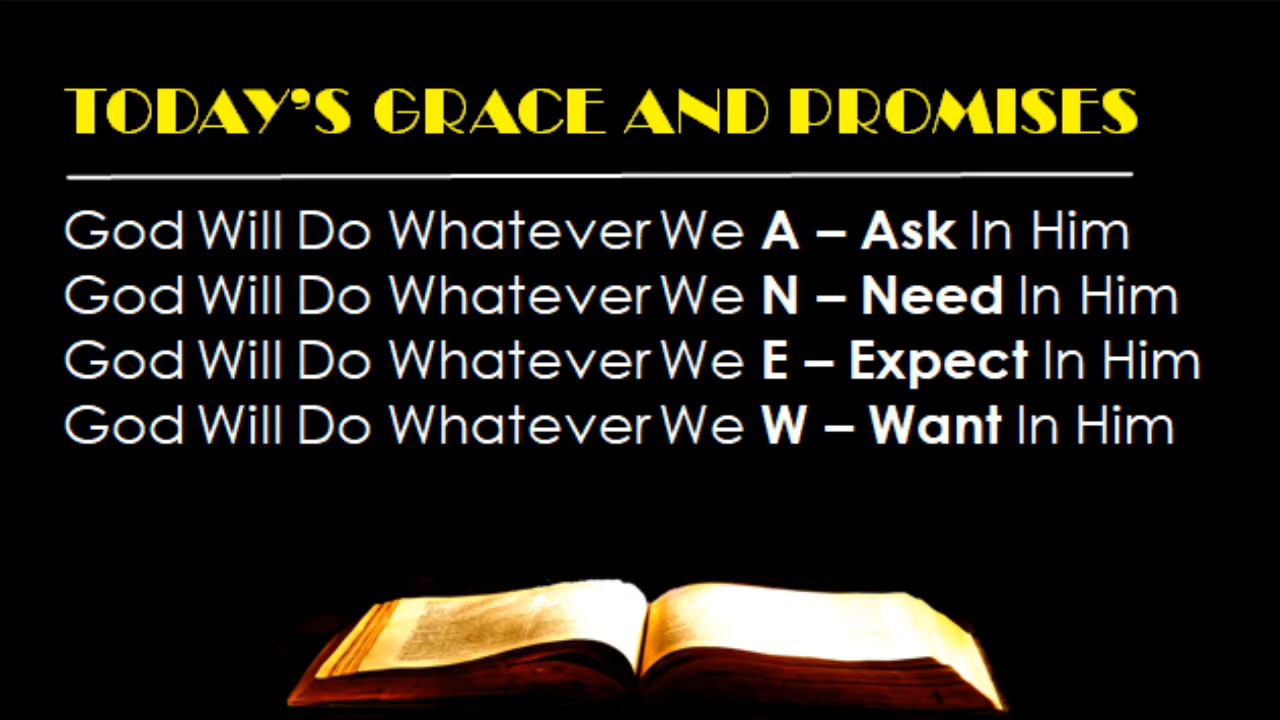 TODAY'S GRACE AND PROMISES
God Will Do Whatever We A – Ask In Him
God Will Do Whatever We N – Need In Him
God Will Do Whatever We E – Expect In Him
God Will Do Whatever We W – Want In Him